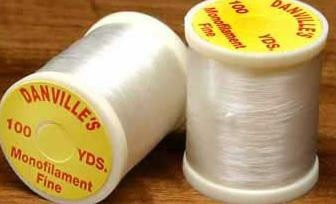 DANVILLE'S
100 YDS.
Monofilament
Fine
DANVILLE'S
100 YDS.
Monofilament
Fine